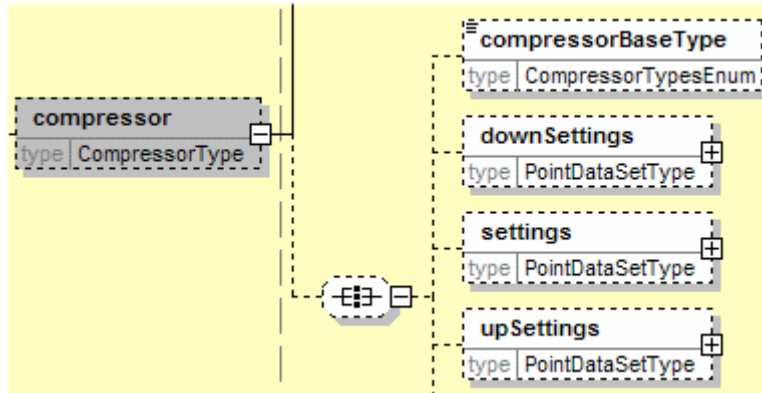 compressorBaseType
type CompressorTypesEnum
compressor
type CompressorType
downSettings
type PointDataSetType
settings
type PointDataSetType
upSettings
type PointDataSetType